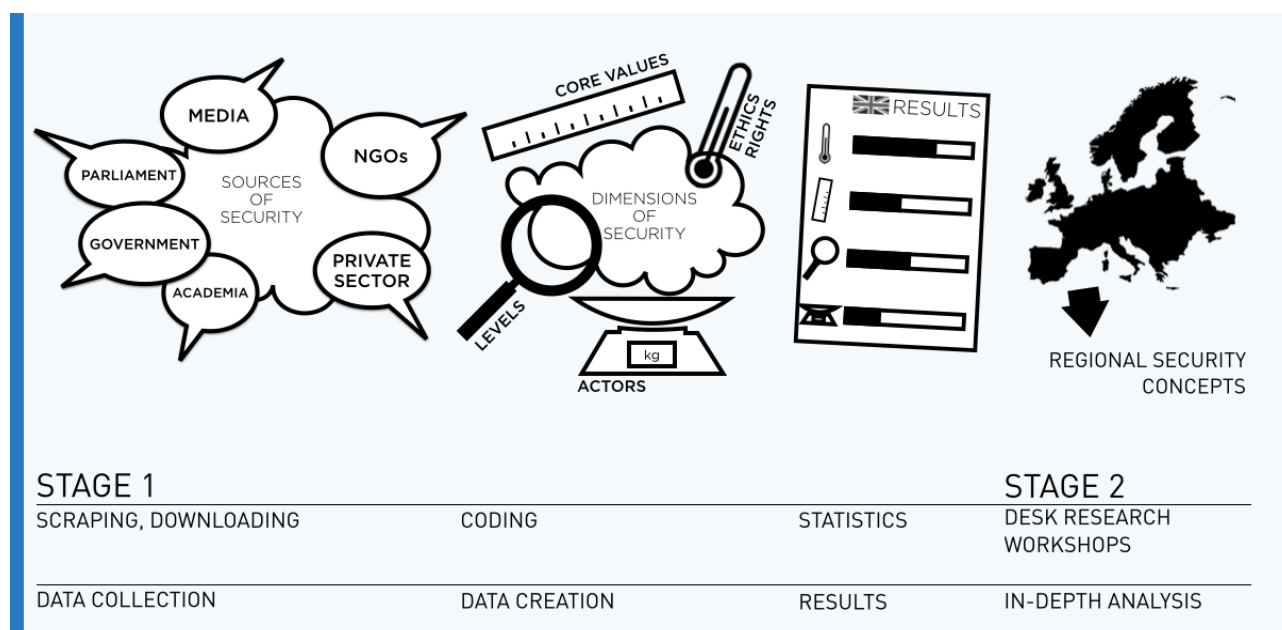 MEDIA
NGOs
PARLIAMENT
SOURCES
OF
SECURITY
GOVERNMENT
PRIVATE
SECTOR
ACADEMIA
CORE VALUES
ETHICS
RIGHTS
DIMENSIONS
OF
SECURITY
LEVELS
kg
ACTORS
RESULTS
REGIONAL SECURITY
CONCEPTS
STAGE 1
STAGE 2
SCRAPING, DOWNLOADING
CODING
STATISTICS
DESK RESEARCH
WORKSHOPS
DATA COLLECTION
DATA CREATION
RESULTS
IN-DEPTH ANALYSIS